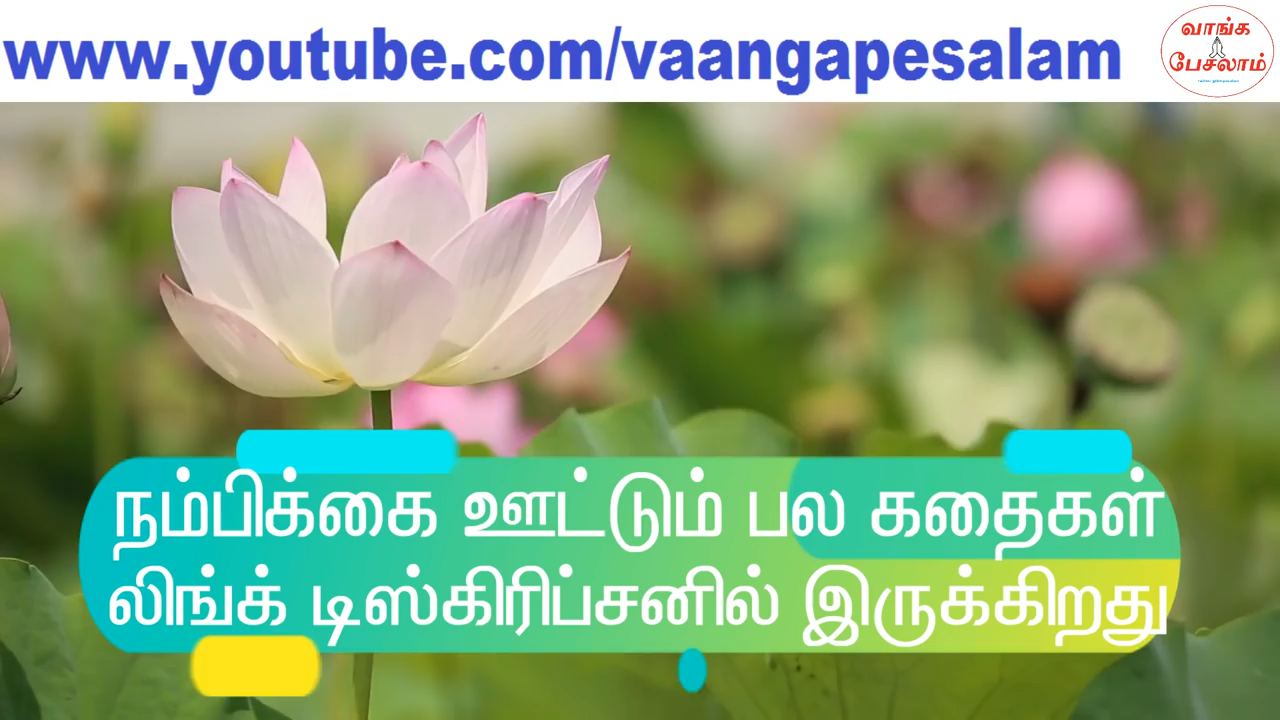 www.youtube.com/vaangapesalam
வாங்க
பேசலாம்
நம்பிக்கை ஊட்டும் பல கதைகள்
லிங்க் டிஸ்கிரிப்சனில் இருக்கிறது